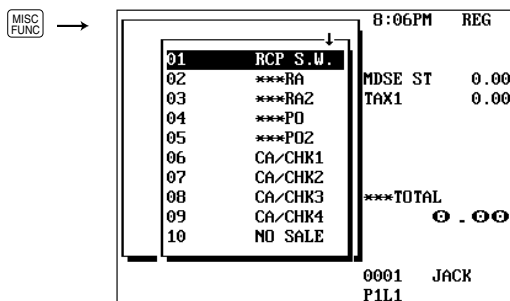 MISC
FUNC
8:06PM REG
01 RCP S.W.
02 ***RA
03 ***RA2
04 ***PO
05 ***PO2
06 CA/CHK1
07 CA/CHK2
08 CA/CHK3
09 CA/CHK4
10 NO SALE
MDSE ST 0.00
TAX1 0.00
***TOTAL
0.00
0001 JACK
P1L1